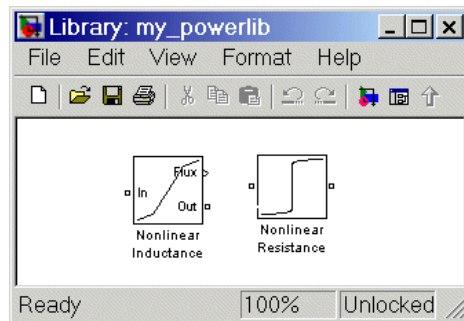 Library: my_powerlib
File Edit View Format Help
Flux
In
Out
Nonlinear
Inductance
Nonlinear
Resistance
Ready 100% Unlocked